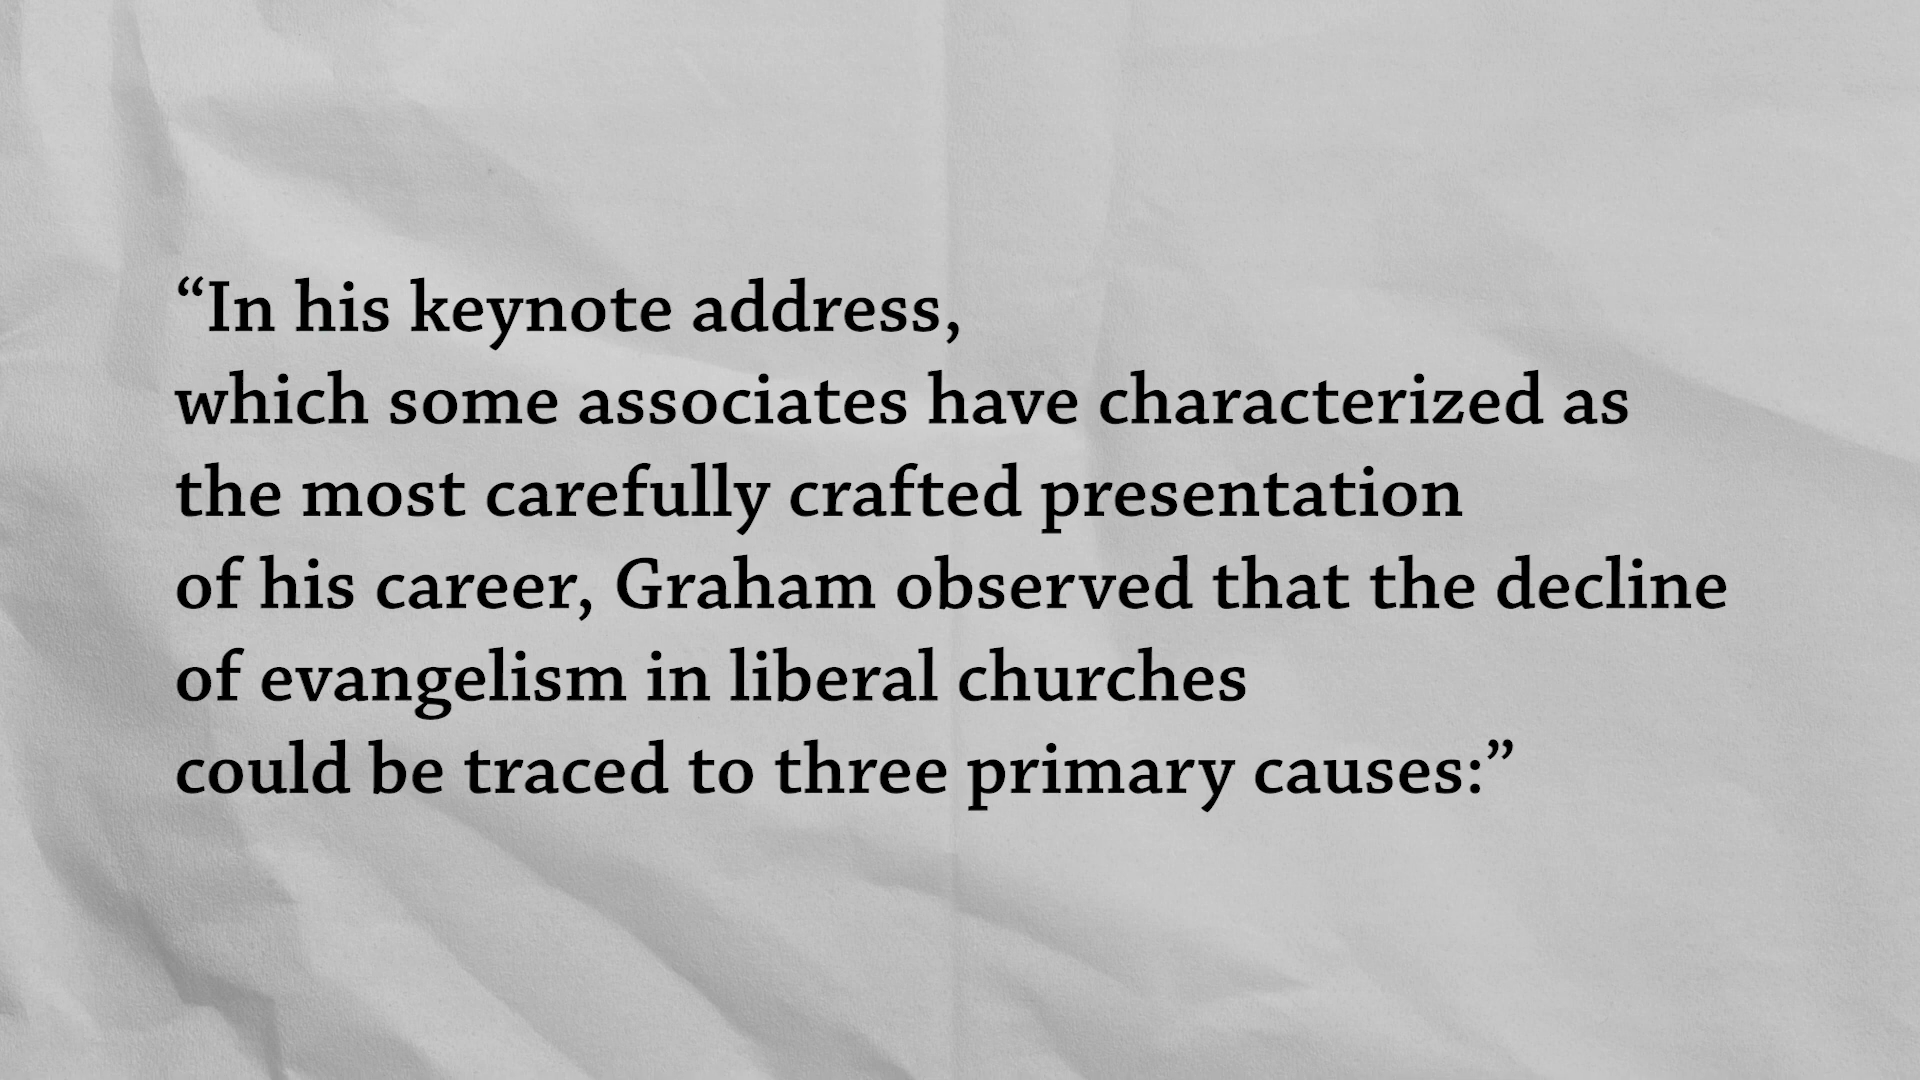 “In his keynote address,
which some associates have characterized as
the most carefully crafted presentation
of his career, Graham observed that the decline
of evangelism in liberal churches
could be traced to three primary causes:”